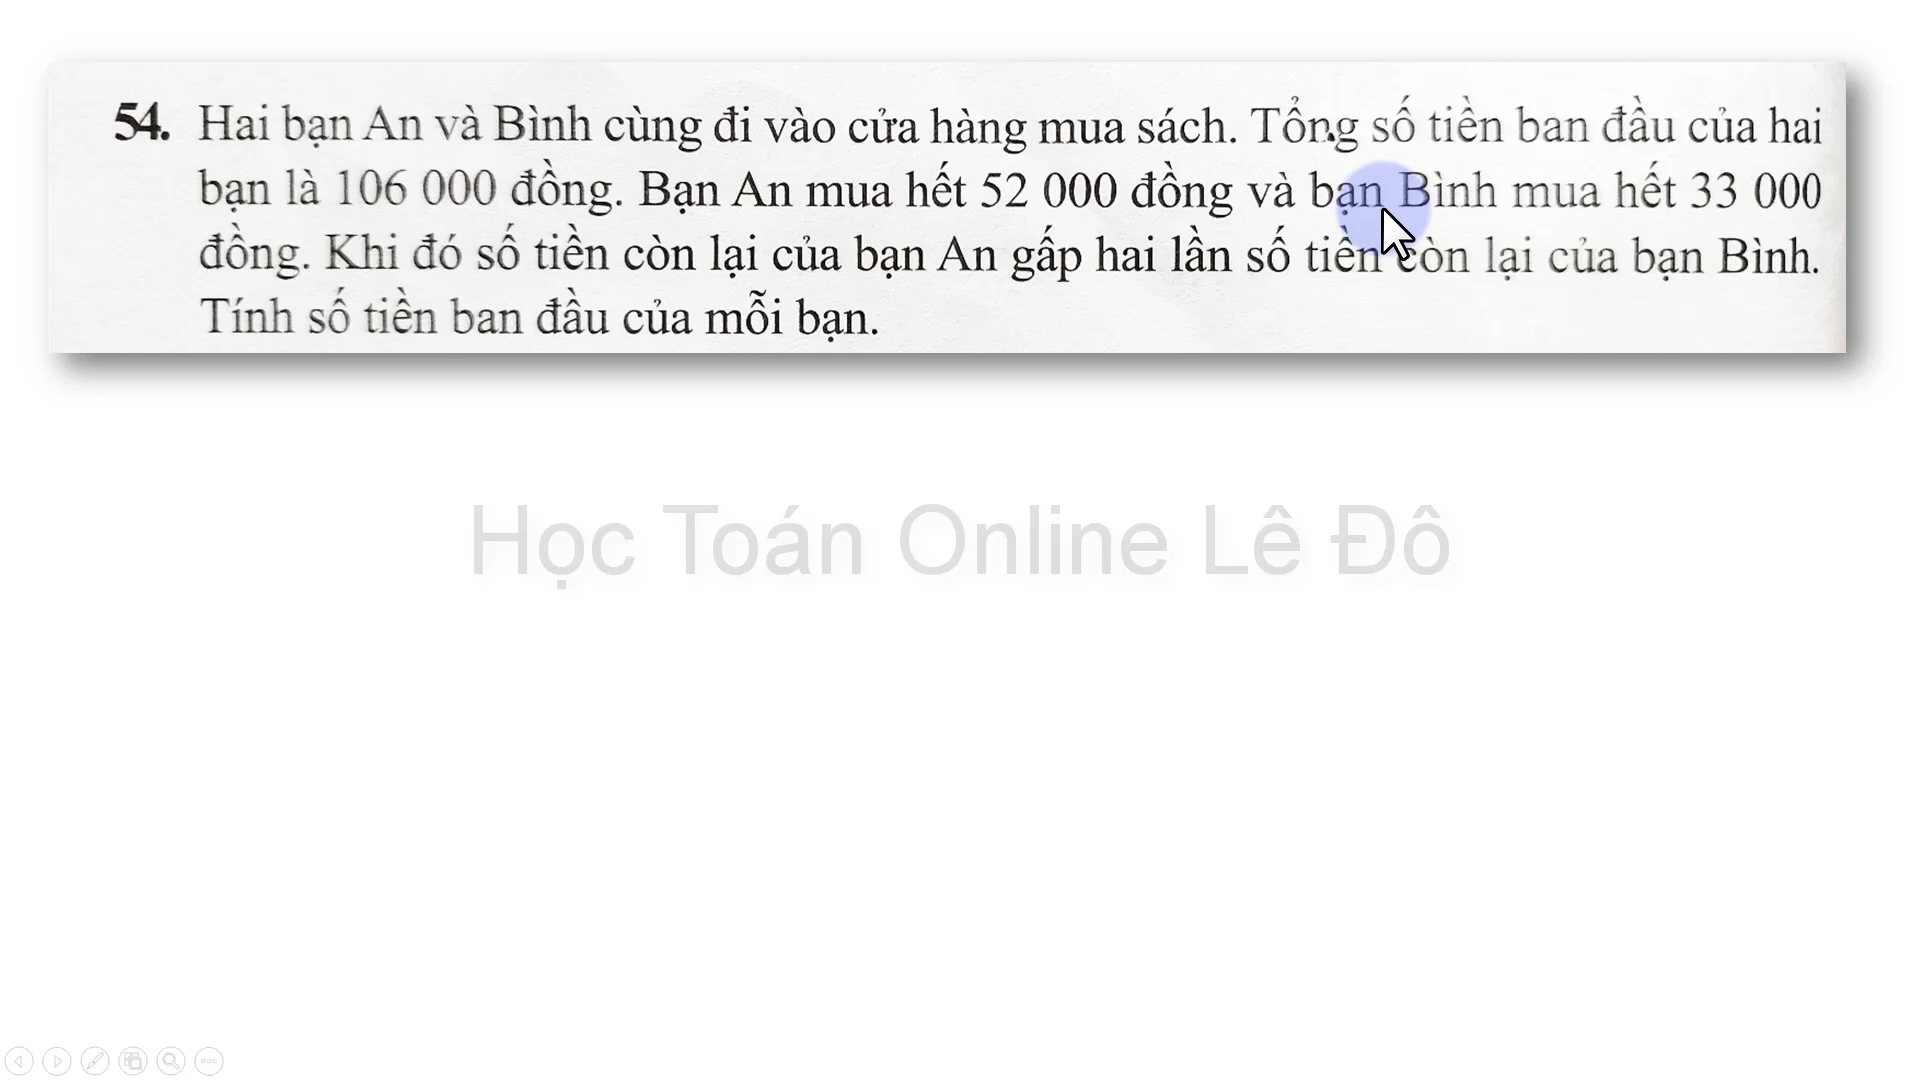 54. Hai bạn An và Bình cùng đi vào cửa hàng mua sách. Tổng số tiền ban đầu của hai
bạn là 106 000 đồng. Bạn An mua hết 52 000 đồng và bạn Bình mua hết 33 000
đồng. Khi đó số tiền còn lại của bạn An gấp hai lần số tiền còn lại của bạn Bình.
Tính số tiền ban đầu của mỗi bạn.
Học Toán Online Lê Đô